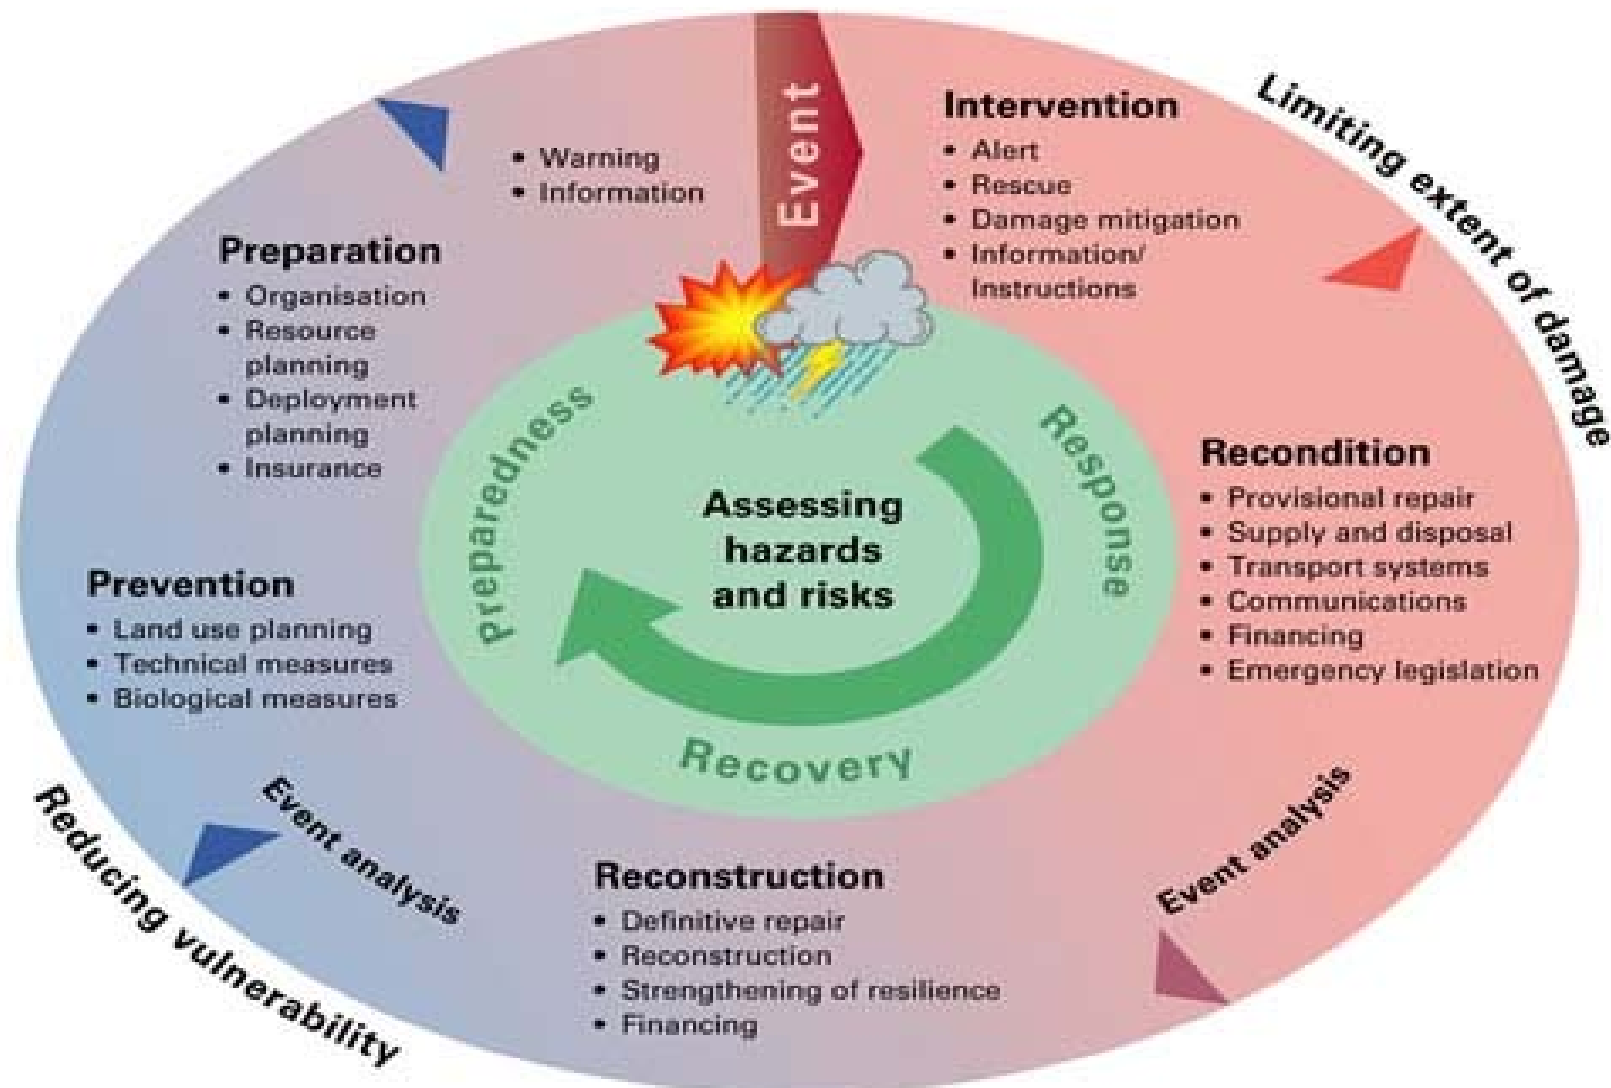 Event
Intervention
• Alert
• Rescue
• Damage mitigation
• Information/
Instructions
Limiting extent of damage
Recondition
• Provisional repair
• Supply and disposal
• Transport systems
• Communications
• Financing
• Emergency legislation
Event analysis
Reconstruction
• Definitive repair
• Reconstruction
• Strengthening of resilience
• Financing
Event analysis
Reducing vulnerability
Prevention
• Land use planning
• Technical measures
• Biological measures
Preparation
• Organisation
• Resource
planning
• Deployment
planning
• Insurance
• Warning
• Information
Preparedness
Response
Recovery
Assessing
hazards
and risks